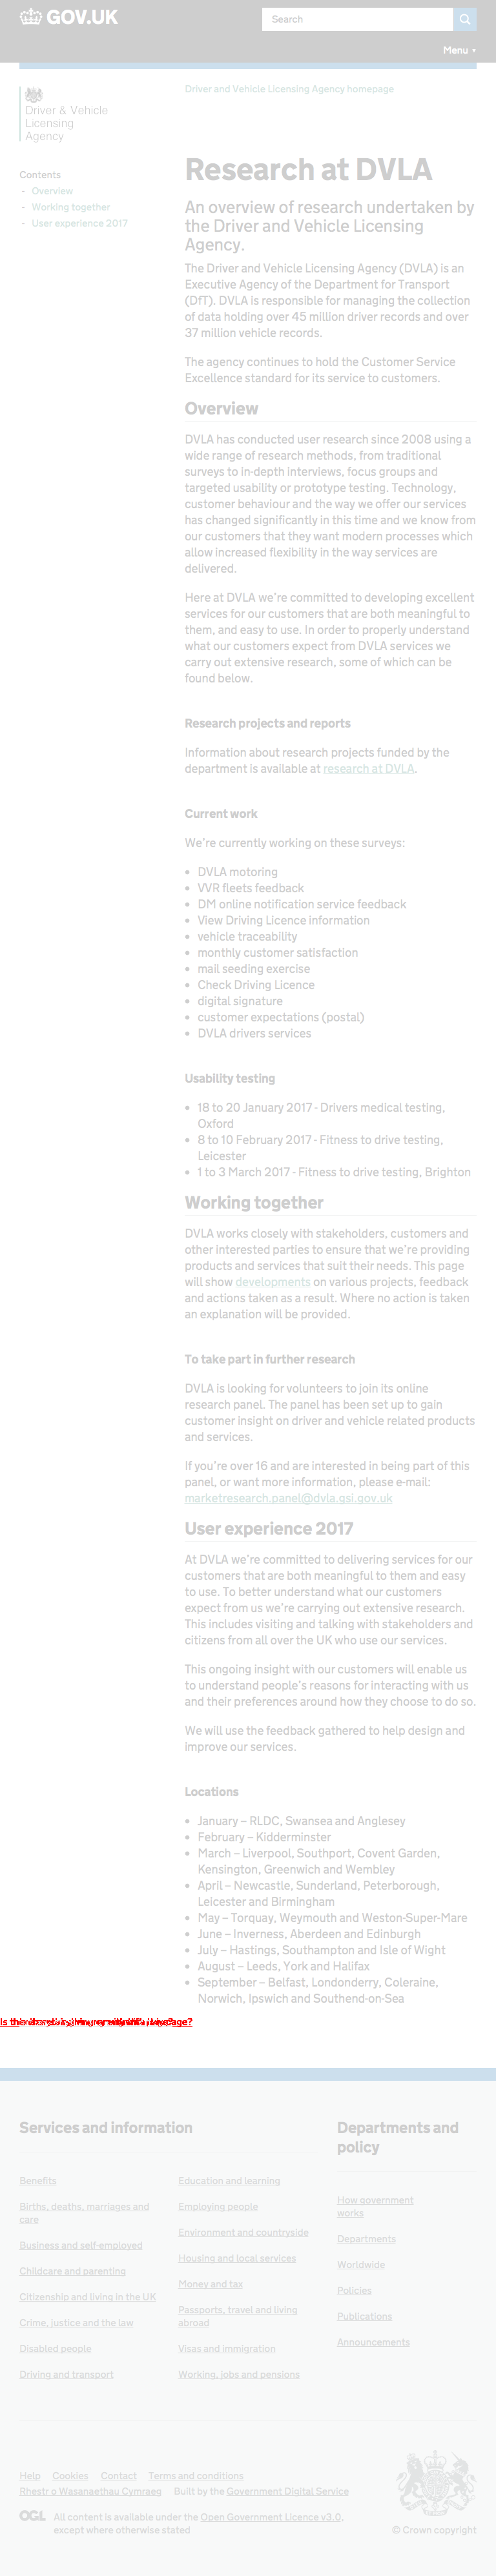 GOV.UK
Search
Menu
Driver and Vehicle Licensing Agency homepage
Driver & Vehicle
Licensing
Agency
Contents
- Overview
- Working together
- User experience 2017
Research at DVLA
An overview of research undertaken by
the Driver and Vehicle Licensing
Agency.
The Driver and Vehicle Licensing Agency (DVLA) is an
Executive Agency of the Department for Transport
(DfT). DVLA is responsible for managing the collection
of data holding over 45 million driver records and over
37 million vehicle records.
The agency continues to hold the Customer Service
Excellence standard for its service to customers.
Overview
DVLA has conducted user research since 2008 using a
wide range of research methods, from traditional
surveys to in-depth interviews, focus groups and
targeted usability or prototype testing. Technology,
customer behaviour and the way we offer our services
has changed significantly in this time and we know from
our customers that they want modern processes which
allow increased flexibility in the way services are
delivered.
Here at DVLA we're committed to developing excellent
services for our customers that are both meaningful to
them, and easy to use. In order to properly understand
what our customers expect from DVLA services we
carry out extensive research, some of which can be
found below.
Research projects and reports
Information about research projects funded by the
department is available at research at DVLA.
Current work
We're currently working on these surveys:
• DVLA motoring
• VVR fleets feedback
• DM online notification service feedback
• View Driving Licence information
• vehicle traceability
• monthly customer satisfaction
• mail seeding exercise
• Check Driving Licence
• digital signature
• customer expectations (postal)
• DVLA drivers services
Usability testing
• 18 to 20 January 2017 - Drivers medical testing,
Oxford
• 8 to 10 February 2017 - Fitness to drive testing,
Leicester
• 1 to 3 March 2017 - Fitness to drive testing, Brighton
Working together
DVLA works closely with stakeholders, customers and
other interested parties to ensure that we're providing
products and services that suit their needs. This page
will show developments on various projects, feedback
and actions taken as a result. Where no action is taken
an explanation will be provided.
To take part in further research
DVLA is looking for volunteers to join its online
research panel. The panel has been set up to gain
customer insight on driver and vehicle related products
and services.
If you're over 16 and are interested in being part of this
panel, or want more information, please e-mail:
marketresearch.panel@dvla.gsi.gov.uk
User experience 2017
At DVLA we're committed to delivering services for our
customers that are both meaningful to them and easy
to use. To better understand what our customers
expect from us we're carrying out extensive research.
This includes visiting and talking with stakeholders and
citizens from all over the UK who use our services.
This ongoing insight with our customers will enable us
to understand people's reasons for interacting with us
and their preferences around how they choose to do so.
We will use the feedback gathered to help design and
improve our services.
Locations
• January – RLDC, Swansea and Anglesey
• February – Kidderminster
• March – Liverpool, Southport, Covent Garden,
Kensington, Greenwich and Wembley
• April – Newcastle, Sunderland, Peterborough,
Leicester and Birmingham
• May – Torquay, Weymouth and Weston-Super-Mare
• June – Inverness, Aberdeen and Edinburgh
• July – Hastings, Southampton and Isle of Wight
• August – Leeds, York and Halifax
• September – Belfast, Londonderry, Coleraine,
Norwich, Ipswich and Southend-on-Sea
Services and information
Benefits
Births, deaths, marriages and
care
Business and self-employed
Childcare and parenting
Citizenship and living in the UK
Crime, justice and the law
Disabled people
Driving and transport
Education and learning
Employing people
Environment and countryside
Housing and local services
Money and tax
Passports, travel and living
abroad
Visas and immigration
Working, jobs and pensions
Departments and
policy
How government
works
Departments
Worldwide
Policies
Publications
Announcements
Help Cookies Contact Terms and conditions
Rhestr o Wasanaethau Cymraeg Built by the Government Digital Service
OGL All content is available under the Open Government Licence v3.0,
except where otherwise stated
© Crown copyright